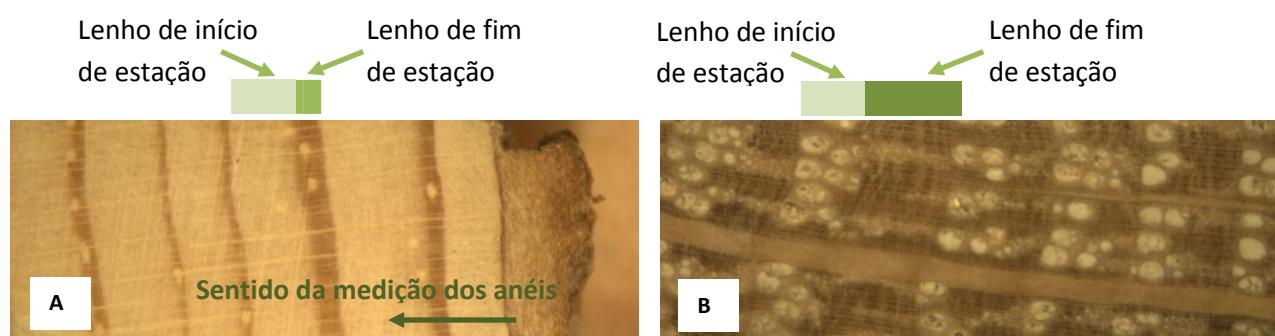 Lenho de início
de estação
Lenho de fim
de estação
Lenho de início
de estação
Lenho de fim
de estação
A
Sentido da medição dos anéis
B